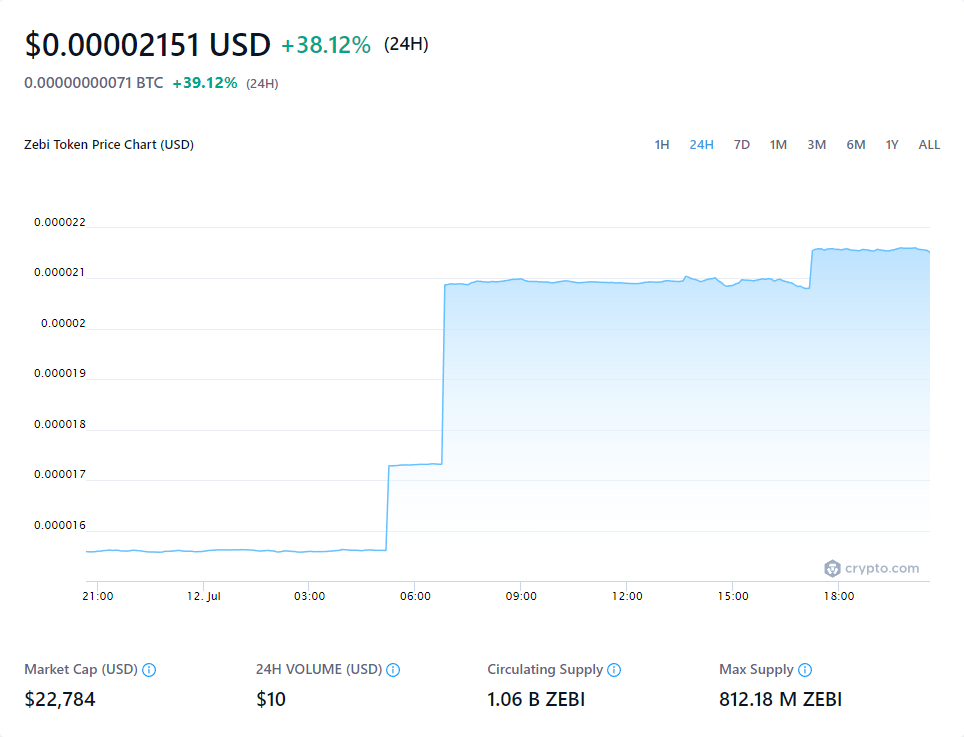 $0.00002151 USD +38.12% (24H)
0.00000000071 BTC +39.12% (24H)
Zebi Token Price Chart (USD) 1H 24H 7D 1M 3M 6M 1Y ALL
0.000022
0.000021
0.00002
0.000019
0.000018
0.000017
0.000016
crypto.com
21:00 12. Jul 03:00 06:00 09:00 12:00 15:00 18:00
Market Cap (USD) 24H VOLUME (USD) Circulating Supply Max Supply
$22,784 $10 1.06 B ZEBI 812.18 M ZEBI